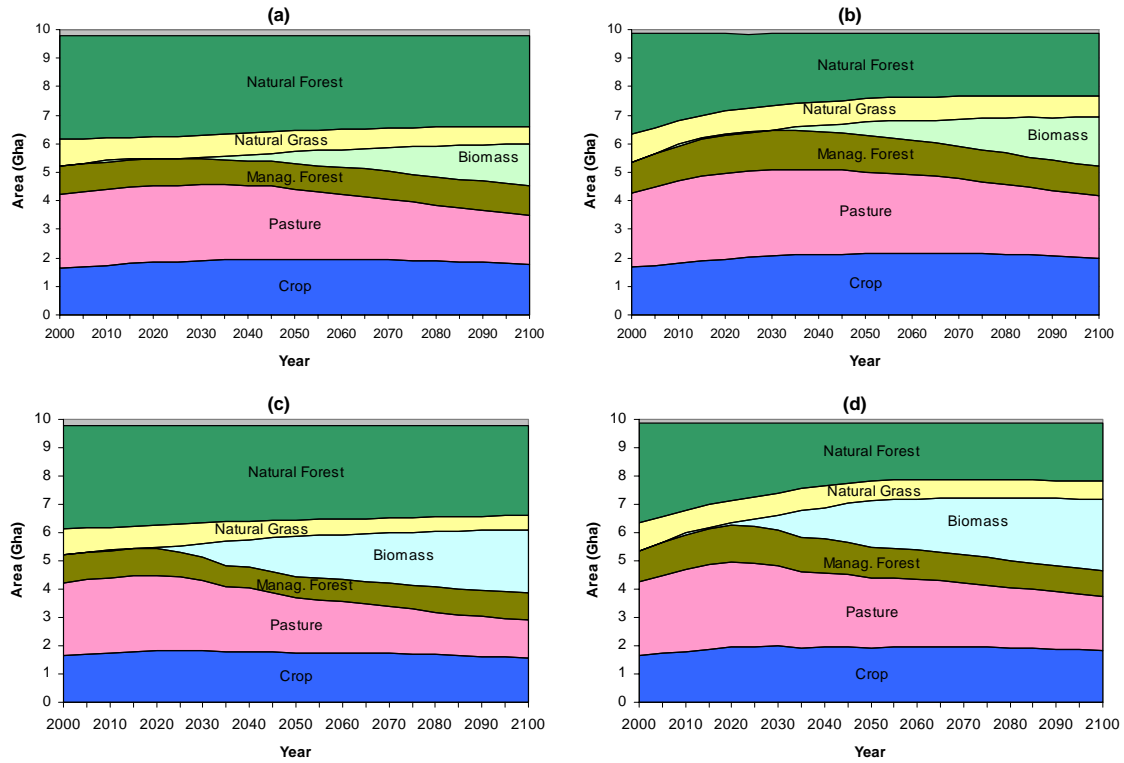 (a)
10
9
8
7
6
5
4
3
2
1
0
Area (Gha)
Natural Forest
Natural Grass
Biomass
Manag. Forest
Pasture
Crop
2000 2010 2020 2030 2040 2050 2060 2070 2080 2090 2100
Year
(b)
10
9
8
7
6
5
4
3
2
1
0
Area (Gha)
Natural Forest
Natural Grass
Biomass
Manag. Forest
Pasture
Crop
2000 2010 2020 2030 2040 2050 2060 2070 2080 2090 2100
Year
(c)
10
9
8
7
6
5
4
3
2
1
0
Area (Gha)
Natural Forest
Natural Grass
Biomass
Manag. Forest
Pasture
Crop
2000 2010 2020 2030 2040 2050 2060 2070 2080 2090 2100
Year
(d)
10
9
8
7
6
5
4
3
2
1
0
Area (Gha)
Natural Forest
Natural Grass
Biomass
Manag. Forest
Pasture
Crop
2000 2010 2020 2030 2040 2050 2060 2070 2080 2090 2100
Year